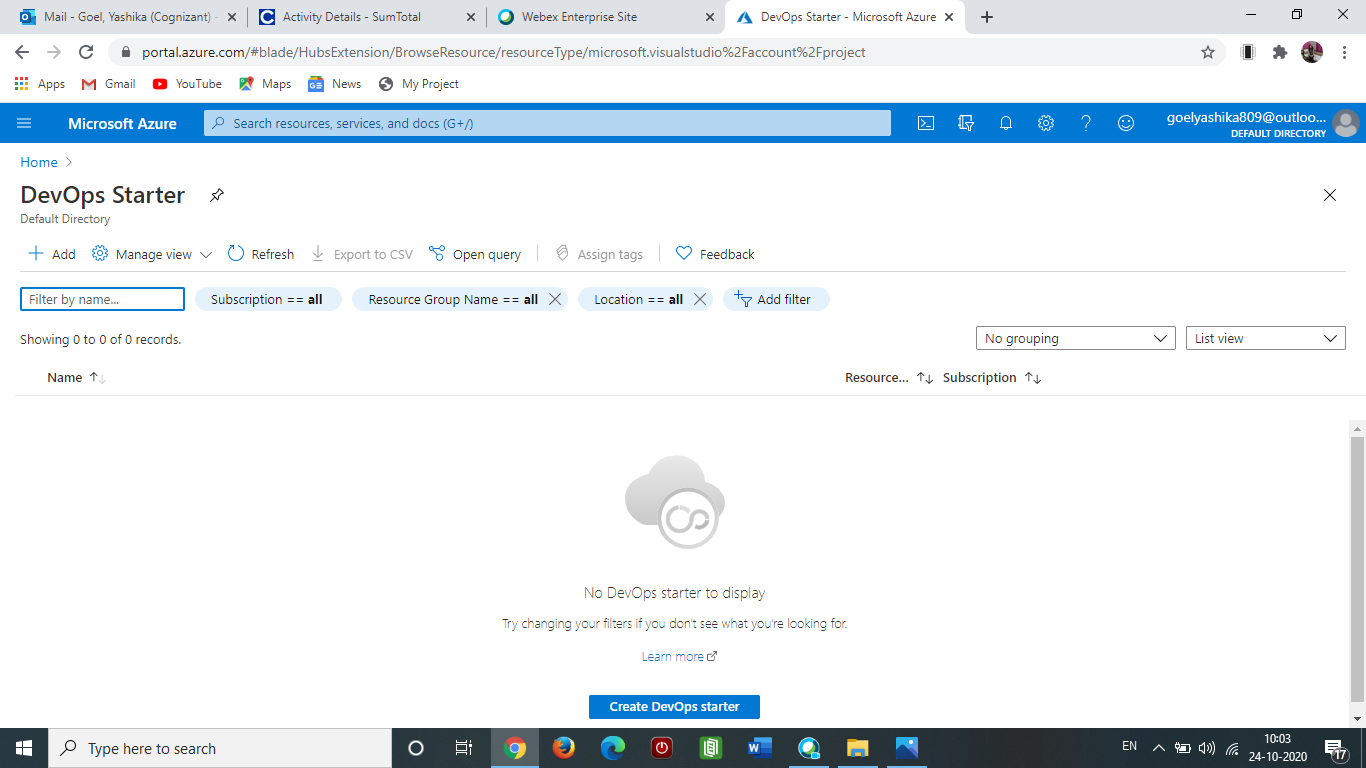 Mail - Goel, Yashika (Cognizant) -
Activity Details - SumTotal
Webex Enterprise Site
DevOps Starter - Microsoft Azure
portal.azure.com/#blade/HubsExtension/BrowseResource/resourceType/microsoft.visualstudio%2Faccount%2Fproject
Apps
Gmail
YouTube
Maps
News
My Project
Microsoft Azure
Search resources, services, and docs (G+/)
goelyashika809@outloo...
DEFAULT DIRECTORY
Home
DevOps Starter
Default Directory
Add
Manage view
Refresh
Export to CSV
Open query
Assign tags
Feedback
Filter by name...
Subscription == all
Resource Group Name == all
Location == all
Add filter
Showing 0 to 0 of 0 records.
No grouping
List view
Name
Resource...
Subscription
No DevOps starter to display
Try changing your filters if you don't see what you're looking for.
Learn more
Create DevOps starter
Type here to search
EN
10:03
24-10-2020
17